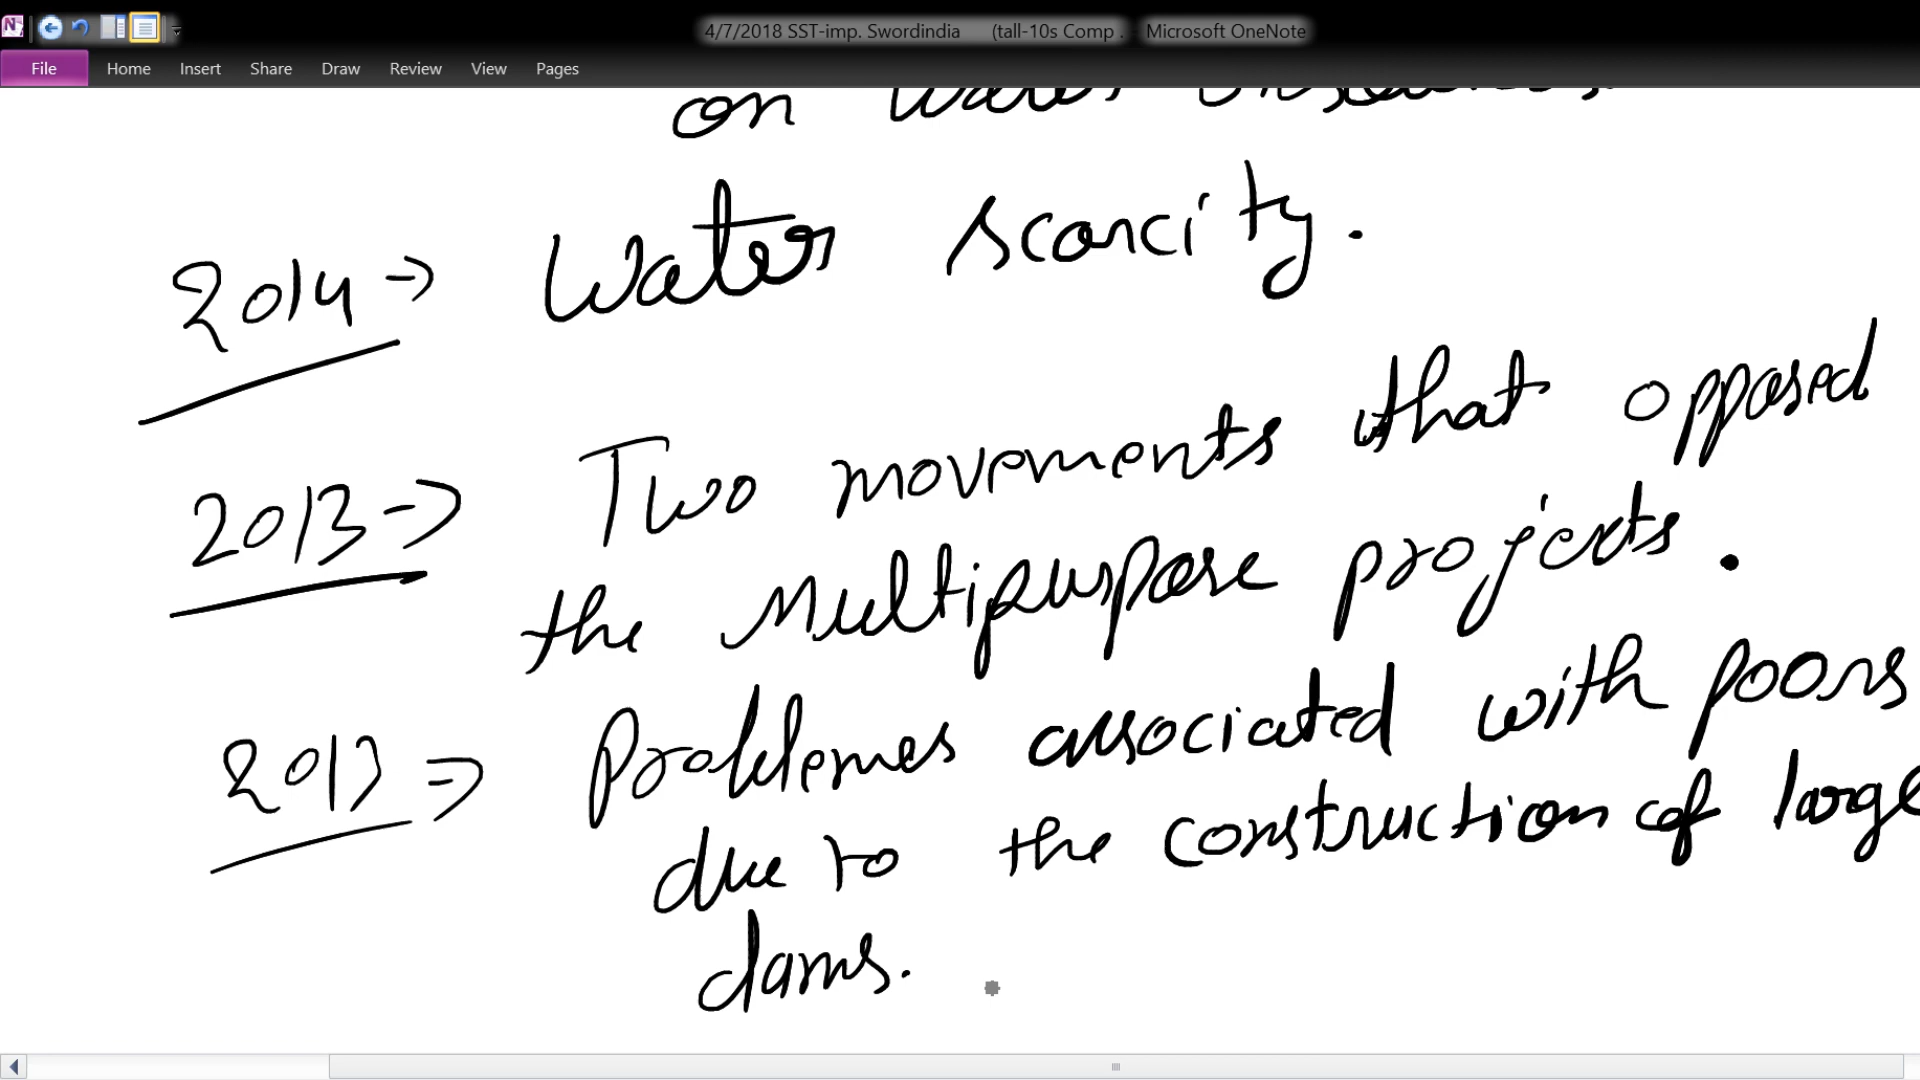 4/7/2018 SST-imp. Swordindia (tall-10s Comp . - Microsoft OneNote
File Home Insert Share Draw Review View Pages
on Water
2014 → Water scarcity.
2013 → Two movements that opposed
the Multipurpose projects.
2013 ⇒ Problemes associated with poors
due to the construction of large
dams.